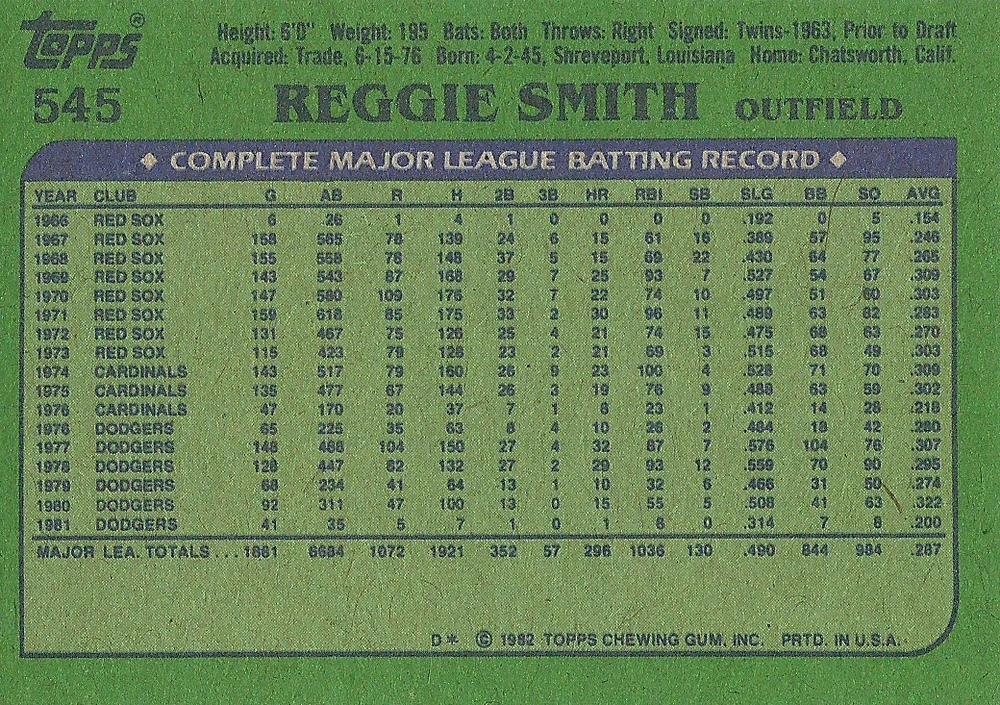 Topps®
Height: 6'0" Weight: 195 Bats: Both Throws: Right Signed: Twins-1963, Prior to Draft
Acquired: Trade, 6-15-76 Born: 4-2-45, Shreveport, Louisiana Home: Chatsworth, Calif.
545 REGGIE SMITH OUTFIELD
◆ COMPLETE MAJOR LEAGUE BATTING RECORD ◆
YEAR CLUB G AB R H 2B 3B HR RBI SB SLG BB SO AVG
1966 RED SOX 6 26 1 4 1 0 0 0 0 .192 0 5 .154
1967 RED SOX 158 565 78 139 24 6 15 61 16 .389 57 95 .246
1968 RED SOX 155 558 78 148 37 5 15 69 22 .430 64 77 .265
1969 RED SOX 143 543 87 168 29 7 25 93 7 .527 54 67 .309
1970 RED SOX 147 580 109 176 32 7 22 74 10 .497 51 60 .303
1971 RED SOX 159 618 85 175 33 2 30 96 11 .489 63 82 .283
1972 RED SOX 131 467 75 126 25 4 21 74 15 .475 68 63 .270
1973 RED SOX 115 423 79 128 23 2 21 69 3 .515 68 49 .303
1974 CARDINALS 143 517 79 160 26 9 23 100 4 .528 71 70 .309
1975 CARDINALS 135 477 67 144 26 3 19 76 9 .488 63 59 .302
1976 CARDINALS 47 170 20 37 7 1 8 23 1 .412 14 28 .218
1976 DODGERS 65 225 35 63 8 4 10 26 2 .484 18 42 .280
1977 DODGERS 148 488 104 150 27 4 32 87 7 .576 104 76 .307
1978 DODGERS 128 447 82 132 27 2 29 93 12 .559 70 90 .295
1979 DODGERS 68 234 41 64 13 1 10 32 6 .466 31 50 .274
1980 DODGERS 92 311 47 100 13 0 15 55 5 .508 41 63 .322
1981 DODGERS 41 35 5 7 1 0 1 8 0 .314 7 8 .200
MAJOR LEA. TOTALS ... 1861 6684 1072 1921 352 57 296 1036 130 .490 844 984 .287
D* © 1982 TOPPS CHEWING GUM, INC. PRTD. IN U.S.A.